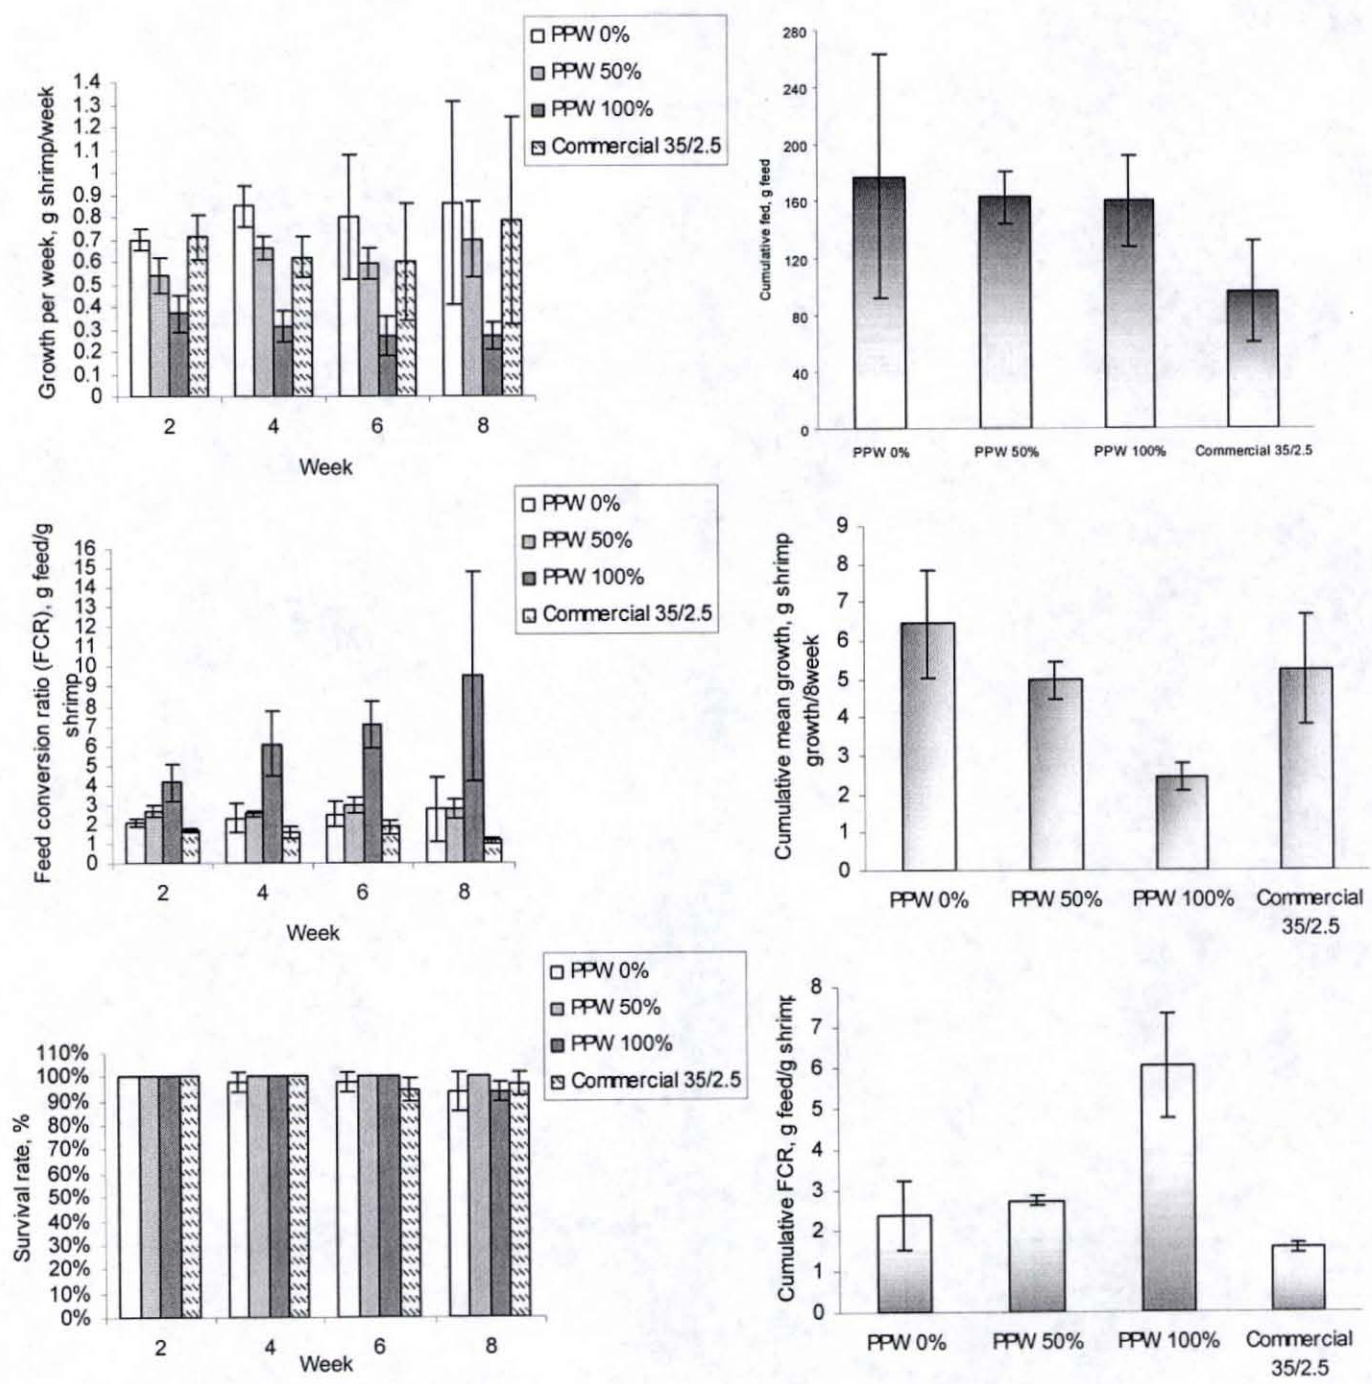 PPW 0%
PPW 50%
PPW 100%
Commercial 35/2.5
Growth per week, g shrimp/week
1.4
1.3
1.2
1.1
1
0.9
0.8
0.7
0.6
0.5
0.4
0.3
0.2
0.1
0
2 4 6 8
Week
Cumulative fed, g feed
280
240
200
160
120
80
40
0
PPW 0% PPW 50% PPW 100% Commercial 35/2.5
PPW 0%
PPW 50%
PPW 100%
Commercial 35/2.5
Feed conversion ratio (FCR), g feed/g
shrimp
16
15
14
13
12
11
10
9
8
7
6
5
4
3
2
1
0
2 4 6 8
Week
Cumulative mean growth, g shrimp
growth/8week
9
8
7
6
5
4
3
2
1
0
PPW 0% PPW 50% PPW 100% Commercial
35/2.5
PPW 0%
PPW 50%
PPW 100%
Commercial 35/2.5
Survival rate, %
110%
100%
90%
80%
70%
60%
50%
40%
30%
20%
10%
0%
2 4 6 8
Week
Cumulative FCR, g feed/g shrimp
8
7
6
5
4
3
2
1
0
PPW 0% PPW 50% PPW 100% Commercial
35/2.5